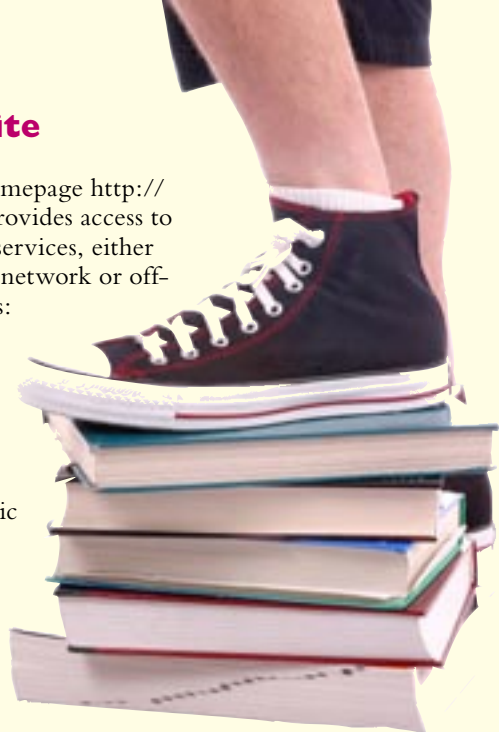 ite
mepage http://
rovides access to
services, either
network or off-
s:
ic